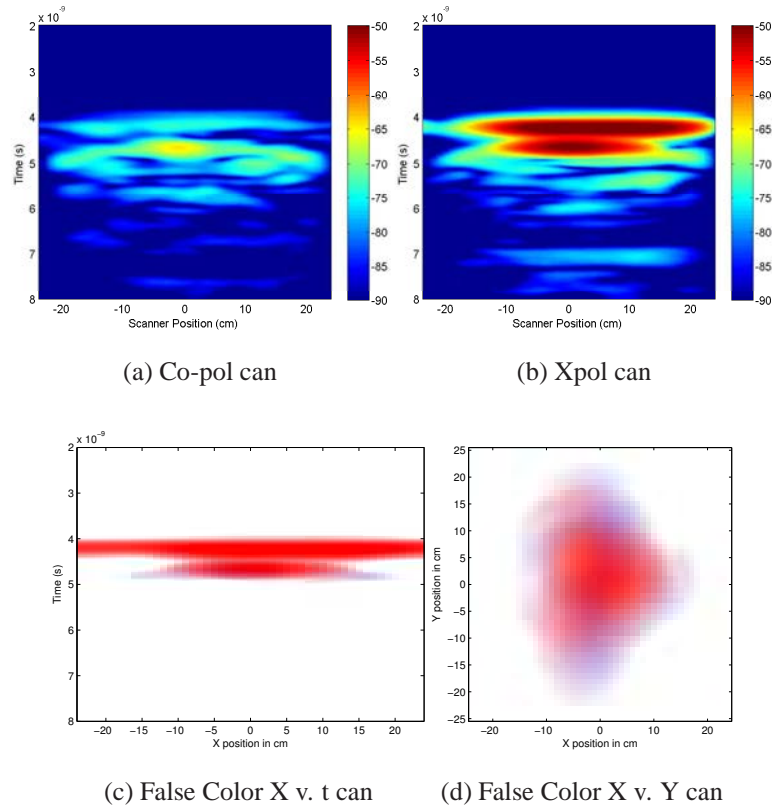 x 10⁻⁹
2
3
4
5
6
7
8
Time (s)
-20 -10 0 10 20
Scanner Position (cm)
-50
-55
-60
-65
-70
-75
-80
-85
-90
(a) Co-pol can
x 10⁻⁹
2
3
4
5
6
7
8
Time (s)
-20 -10 0 10 20
Scanner Position (cm)
-50
-55
-60
-65
-70
-75
-80
-85
-90
(b) Xpol can
x 10⁻⁹
2
3
4
5
6
7
8
Time (s)
−20 −15 −10 −5 0 5 10 15 20
X position in cm
(c) False Color X v. t can
25
20
15
10
5
0
−5
−10
−15
−20
−25
Y position in cm
−20 −10 0 10 20
X position in cm
(d) False Color X v. Y can